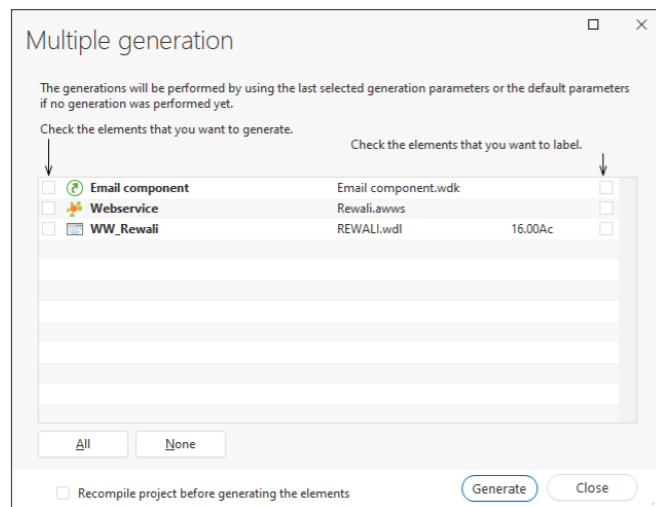 Multiple generation
The generations will be performed by using the last selected generation parameters or the default parameters
if no generation was performed yet.
Check the elements that you want to generate.
Check the elements that you want to label.
Email component Email component.wdk
Webservice Rewali.awws
WW_Rewali REWALI.wdl 16.00Ac
All None
Recompile project before generating the elements Generate Close